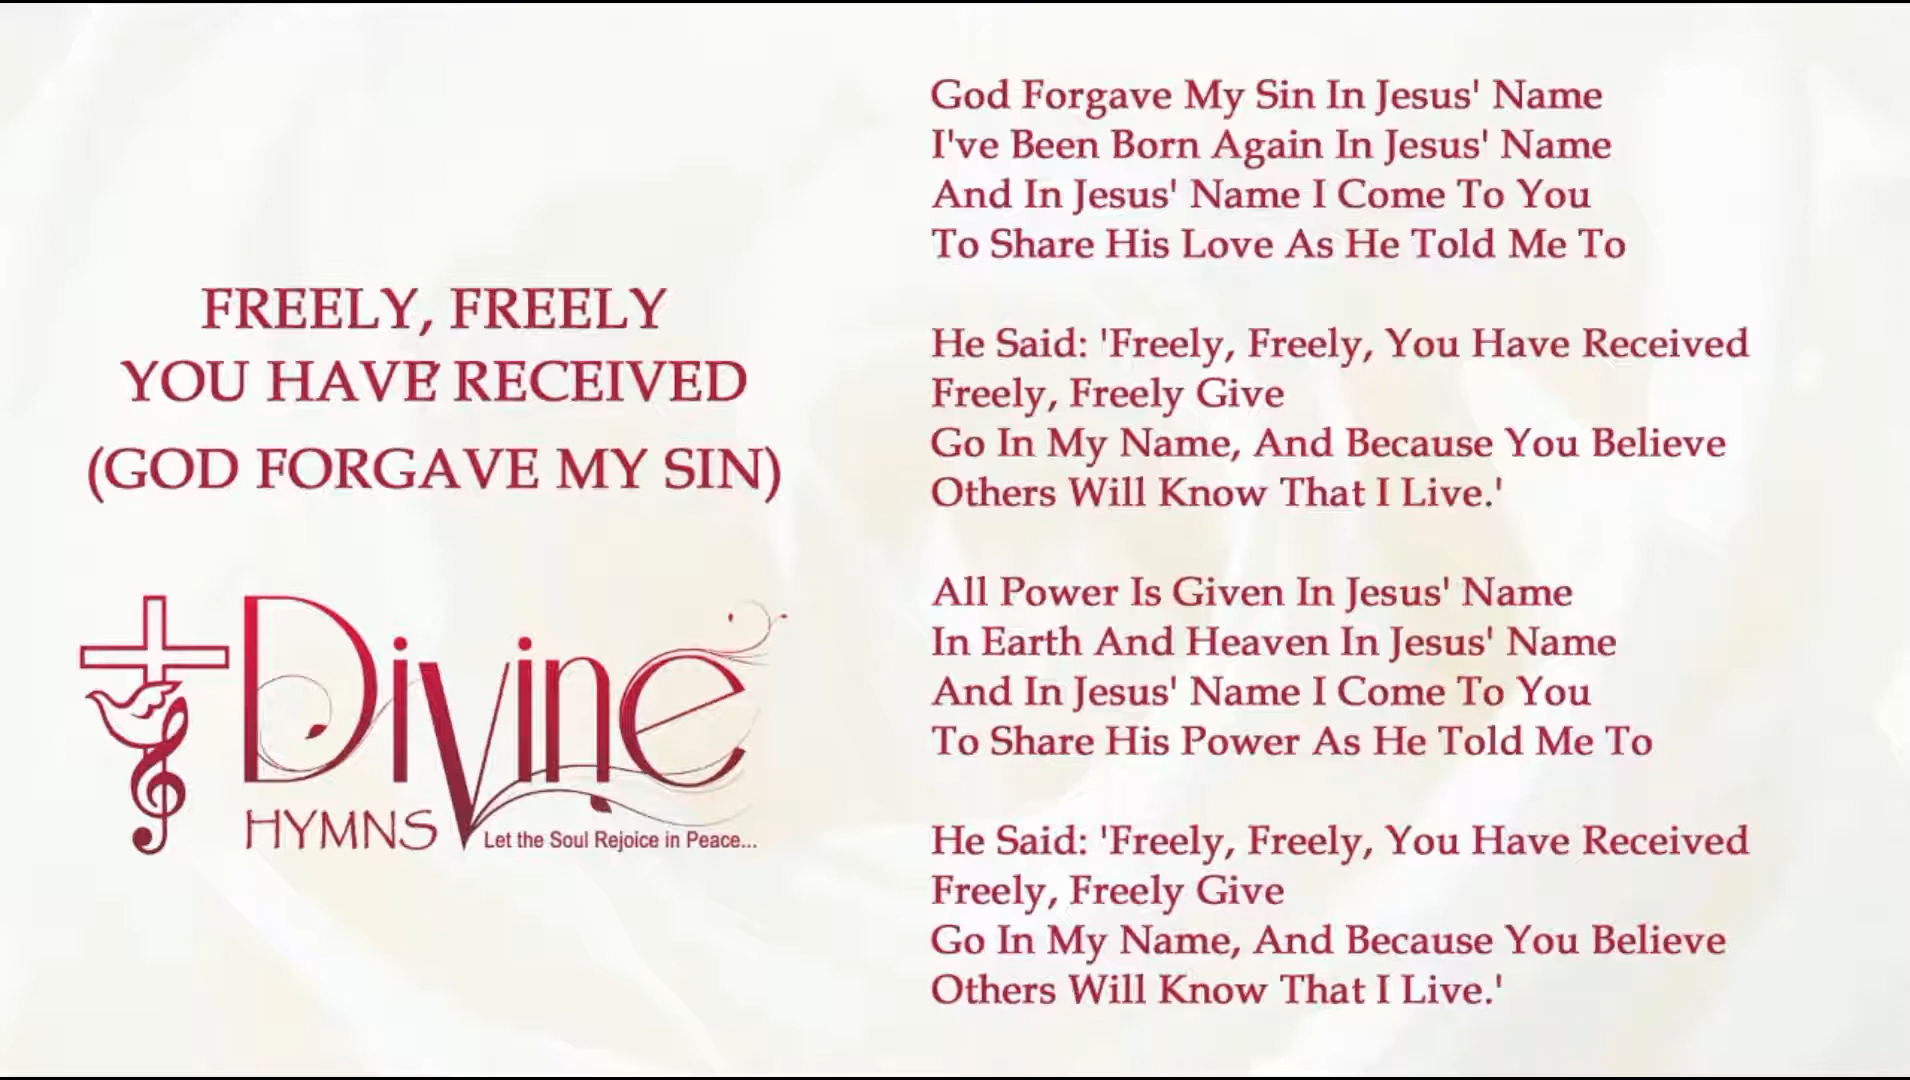 FREELY, FREELY
YOU HAVE RECEIVED
(GOD FORGAVE MY SIN)
Divine
HYMNS
Let the Soul Rejoice in Peace...
God Forgave My Sin In Jesus' Name
I've Been Born Again In Jesus' Name
And In Jesus' Name I Come To You
To Share His Love As He Told Me To
He Said: 'Freely, Freely, You Have Received
Freely, Freely Give
Go In My Name, And Because You Believe
Others Will Know That I Live.'
All Power Is Given In Jesus' Name
In Earth And Heaven In Jesus' Name
And In Jesus' Name I Come To You
To Share His Power As He Told Me To
He Said: 'Freely, Freely, You Have Received
Freely, Freely Give
Go In My Name, And Because You Believe
Others Will Know That I Live.'